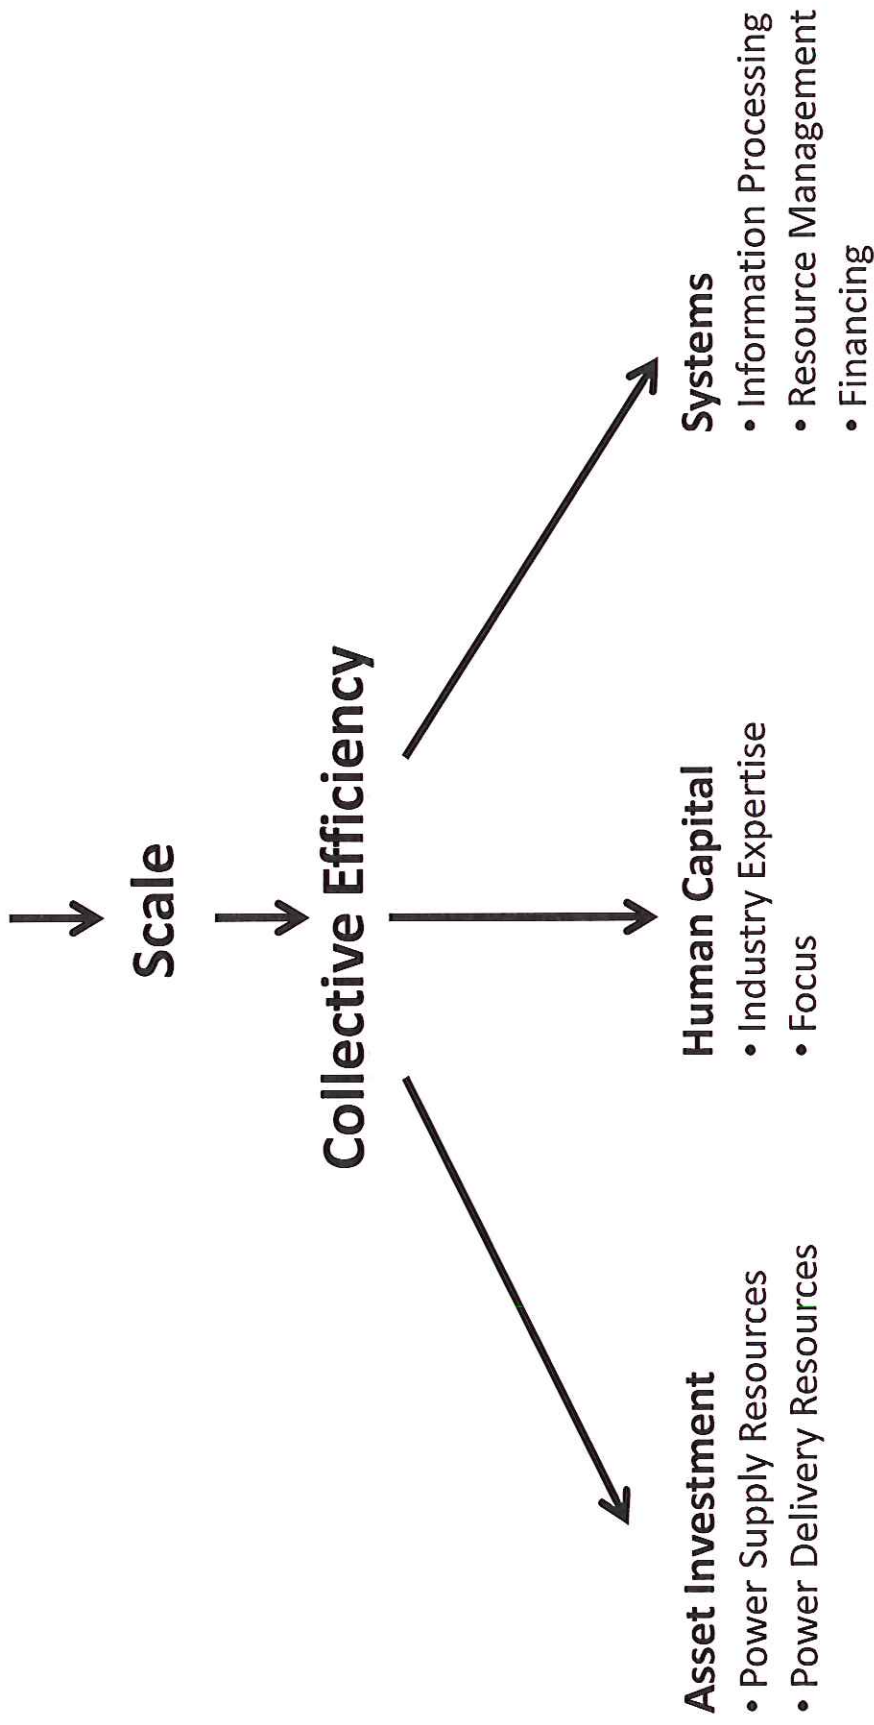 Scale
Collective Efficiency
Asset Investment
• Power Supply Resources
• Power Delivery Resources
Human Capital
• Industry Expertise
• Focus
Systems
• Information Processing
• Resource Management
• Financing